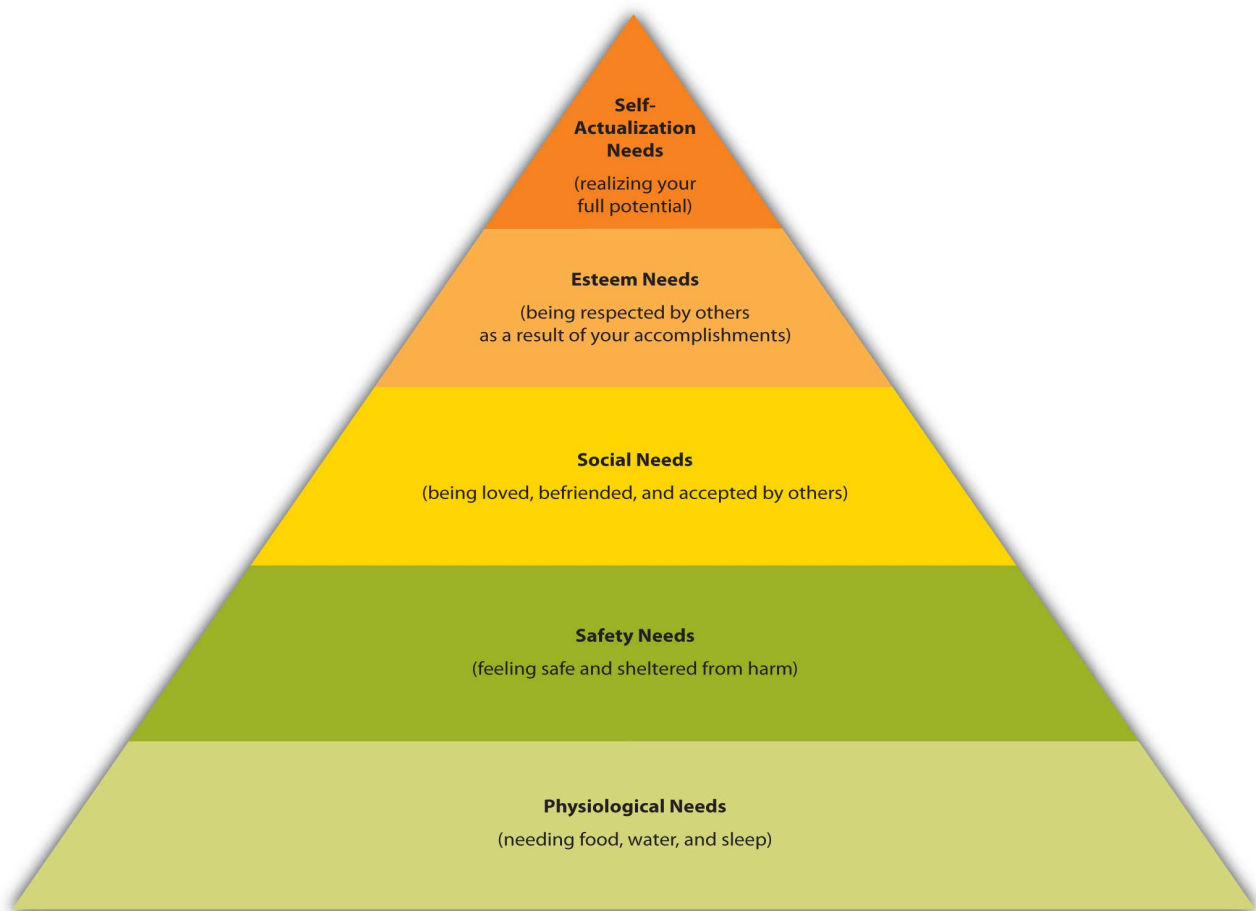 Self-
Actualization
Needs
(realizing your
full potential)
Esteem Needs
(being respected by others
as a result of your accomplishments)
Social Needs
(being loved, befriended, and accepted by others)
Safety Needs
(feeling safe and sheltered from harm)
Physiological Needs
(needing food, water, and sleep)